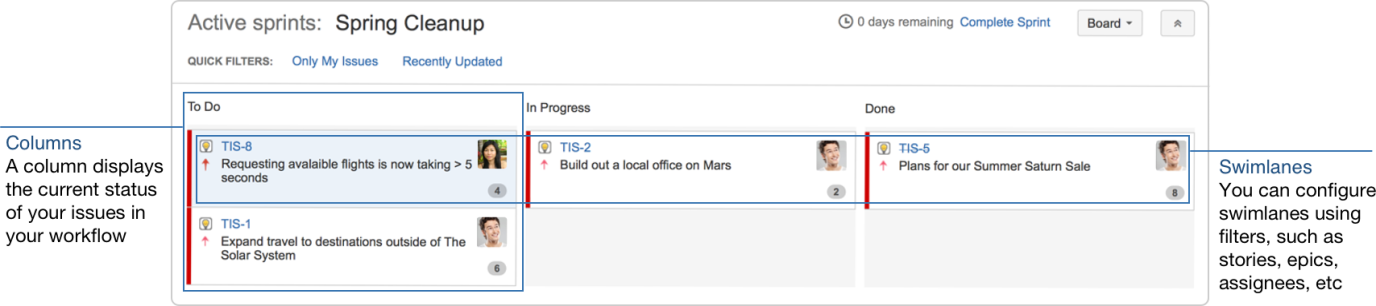 Active sprints: Spring Cleanup
0 days remaining Complete Sprint Board
QUICK FILTERS: Only My Issues Recently Updated
Columns
A column displays
the current status
of your issues in
your workflow
To Do
TIS-8
Requesting avalaible flights is now taking > 5
seconds
4
TIS-1
Expand travel to destinations outside of The
Solar System
6
In Progress
TIS-2
Build out a local office on Mars
2
Done
TIS-5
Plans for our Summer Saturn Sale
8
Swimlanes
You can configure
swimlanes using
filters, such as
stories, epics,
assignees, etc